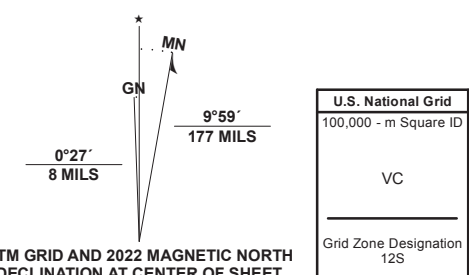 ★
MN
GN
9°59´
177 MILS
0°27´
8 MILS
TM GRID AND 2022 MAGNETIC NORTH
DECLINATION AT CENTER OF SHEET
U.S. National Grid
100,000 - m Square ID
VC
Grid Zone Designation
12S